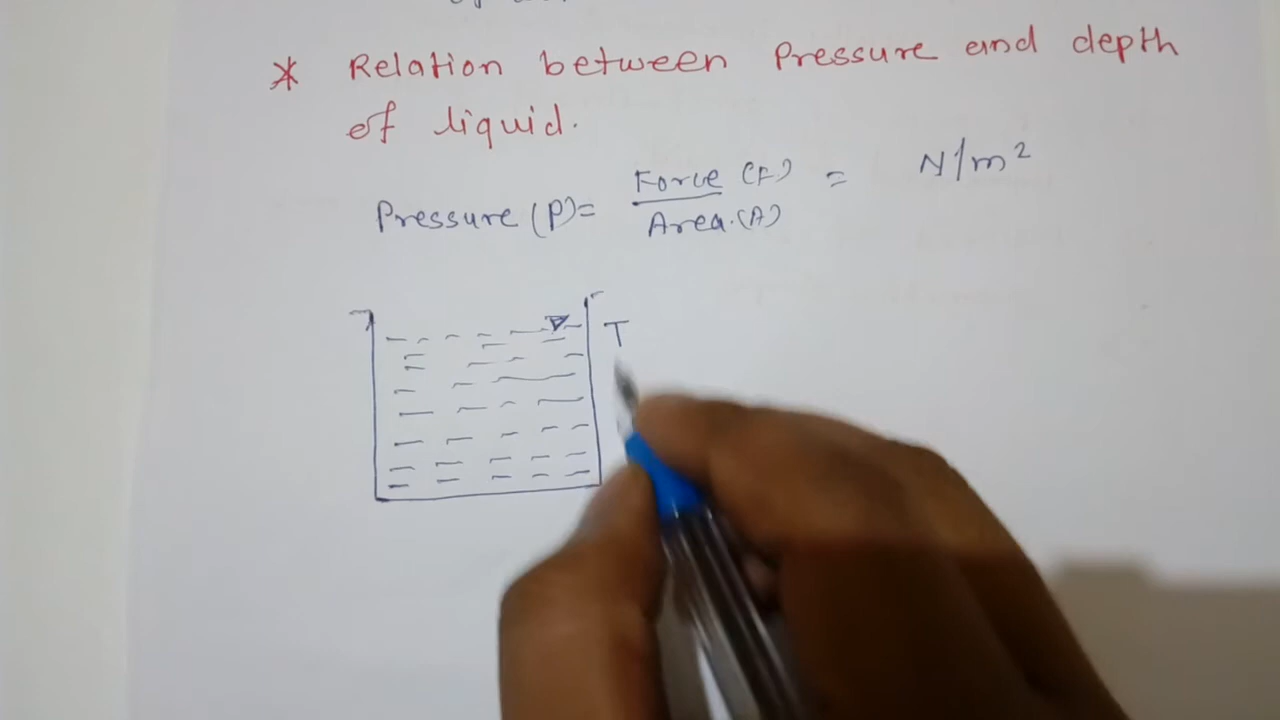 * Relation between Pressure and depth
of liquid.
Pressure (P) = Force (F) / Area. (A) = N/m²
T